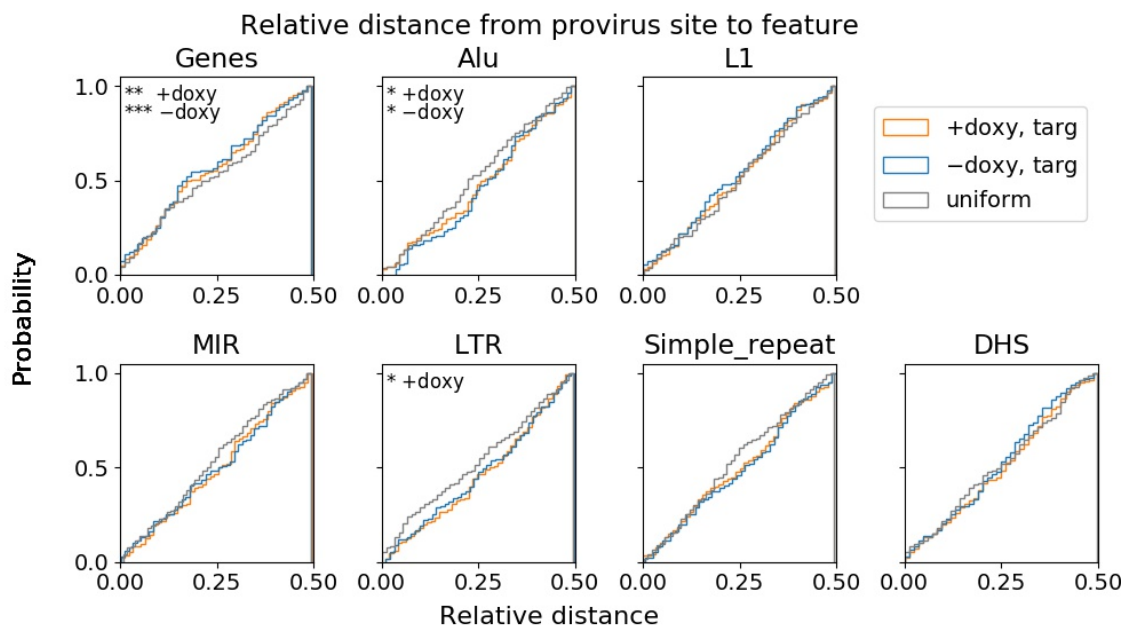 Relative distance from provirus site to feature
Genes
Alu
L1
** +doxy
*** −doxy
* +doxy
* −doxy
1.0
0.5
0.0
0.00 0.25 0.50
0.00 0.25 0.50
0.00 0.25 0.50
+doxy, targ
−doxy, targ
uniform
Probability
MIR
LTR
Simple_repeat
DHS
* +doxy
1.0
0.5
0.0
0.00 0.25 0.50
0.00 0.25 0.50
0.00 0.25 0.50
0.00 0.25 0.50
Relative distance